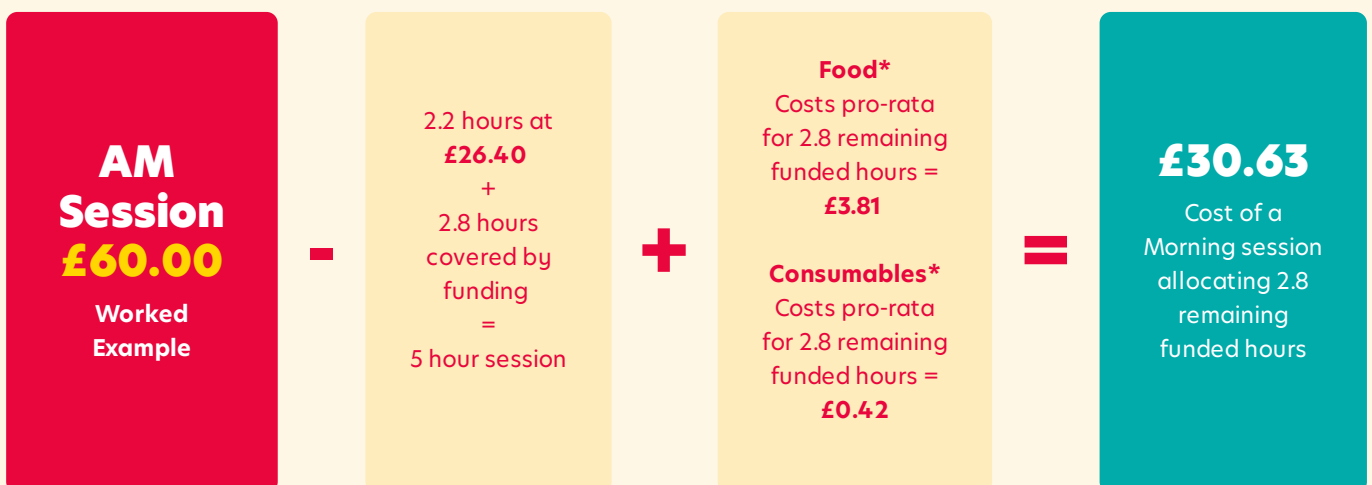 AM
Session
£60.00
Worked
Example
-
2.2 hours at
£26.40
+
2.8 hours
covered by
funding
=
5 hour session
+
Food*
Costs pro-rata
for 2.8 remaining
funded hours =
£3.81
Consumables*
Costs pro-rata
for 2.8 remaining
funded hours =
£0.42
=
£30.63
Cost of a
Morning session
allocating 2.8
remaining
funded hours